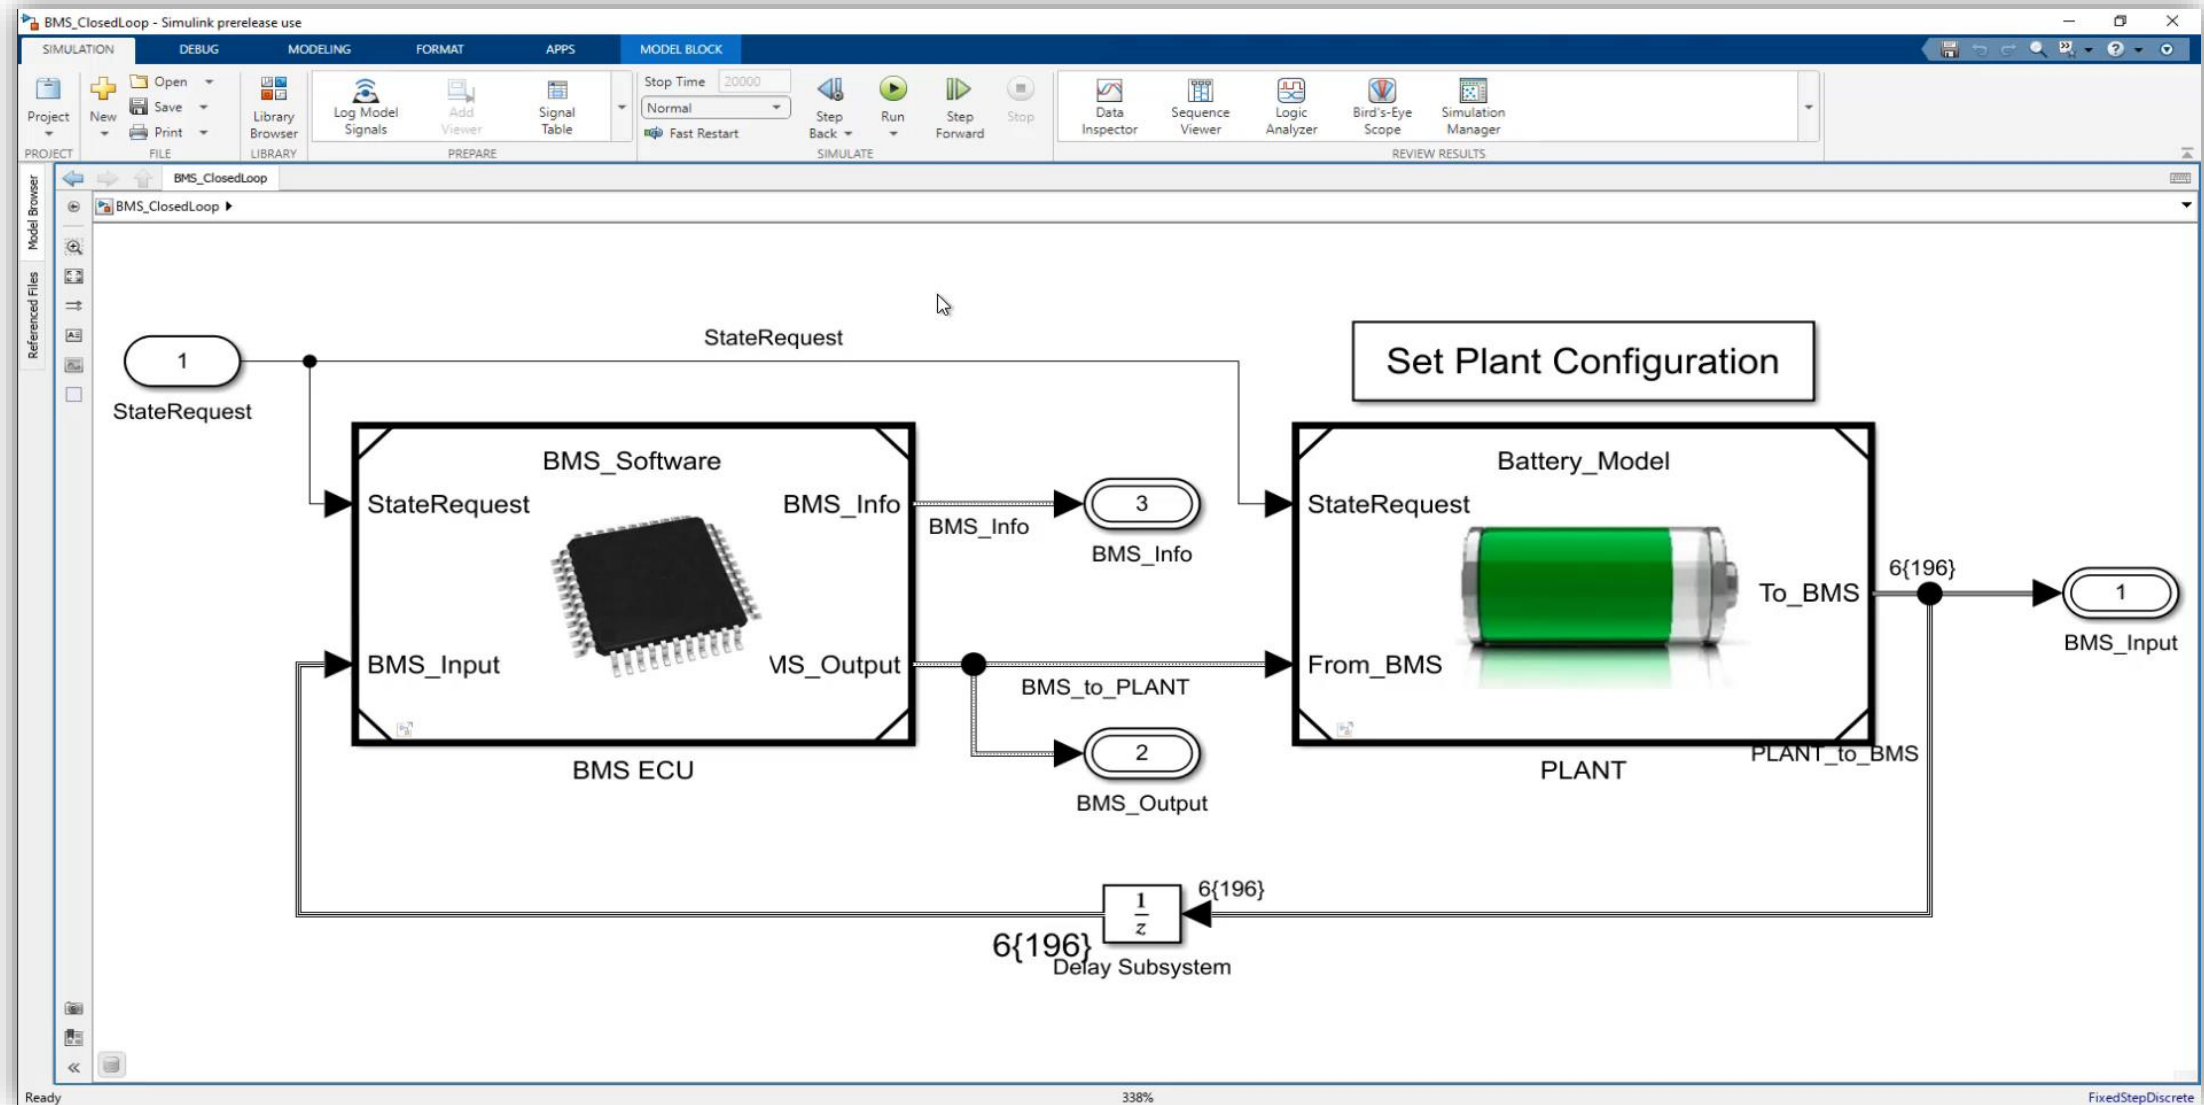 BMS_ClosedLoop - Simulink prerelease use
SIMULATION DEBUG MODELING FORMAT APPS MODEL BLOCK
Project
New
Open
Save
Print
Library
Browser
Log Model
Signals
Add
Viewer
Signal
Table
Stop Time 20000
Normal
Fast Restart
Step
Back
Run
Step
Forward
Stop
Data
Inspector
Sequence
Viewer
Logic
Analyzer
Bird's-Eye
Scope
Simulation
Manager
PROJECT FILE LIBRARY PREPARE SIMULATE REVIEW RESULTS
Model Browser
Referenced Files
BMS_ClosedLoop
BMS_ClosedLoop
1
StateRequest
StateRequest
Set Plant Configuration
BMS_Software
StateRequest
BMS_Info
BMS_Input
MS_Output
BMS ECU
BMS_Info
3
BMS_Info
BMS_to_PLANT
2
BMS_Output
Battery_Model
StateRequest
To_BMS
From_BMS
PLANT
PLANT_to_BMS
6{196}
1
BMS_Input
6{196}
1
z
6{196}
Delay Subsystem
Ready
338%
FixedStepDiscrete